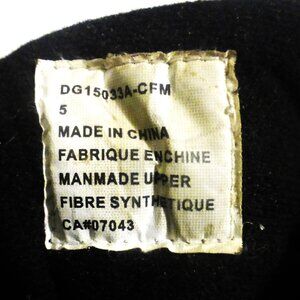 DG15033A-CFM
5
MADE IN CHINA
FABRIQUE ENCHINE
MANMADE UPPER
FIBRE SYNTHETIQUE
CA#07043